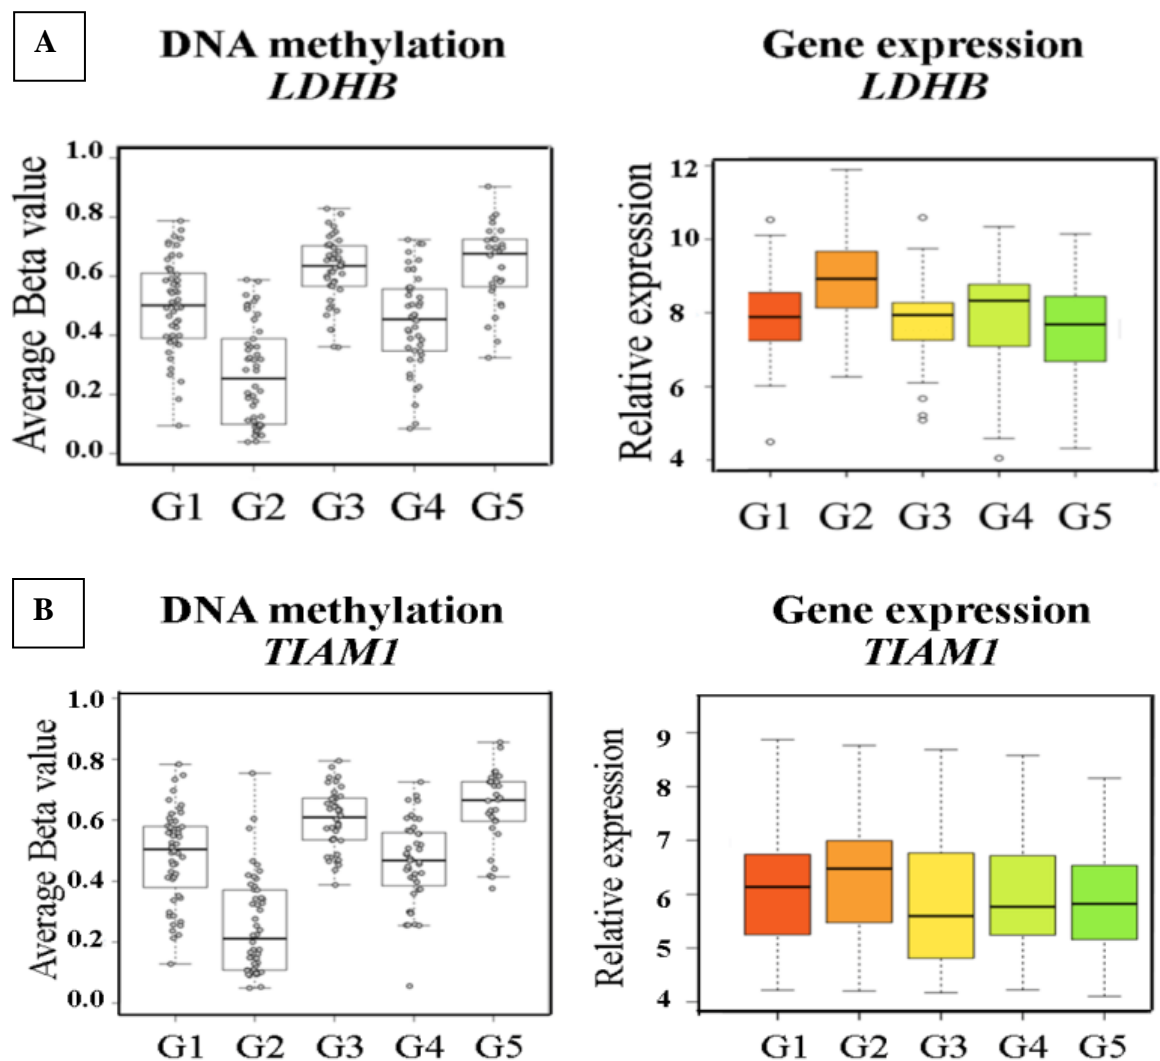 A
DNA methylation
LDHB
Gene expression
LDHB
Average Beta value
1.0
0.8
0.6
0.4
0.2
0.0
G1 G2 G3 G4 G5
Relative expression
12
10
8
6
4
G1 G2 G3 G4 G5
B
DNA methylation
TIAM1
Gene expression
TIAM1
Average Beta value
1.0
0.8
0.6
0.4
0.2
0.0
G1 G2 G3 G4 G5
Relative expression
9
8
7
6
5
4
G1 G2 G3 G4 G5